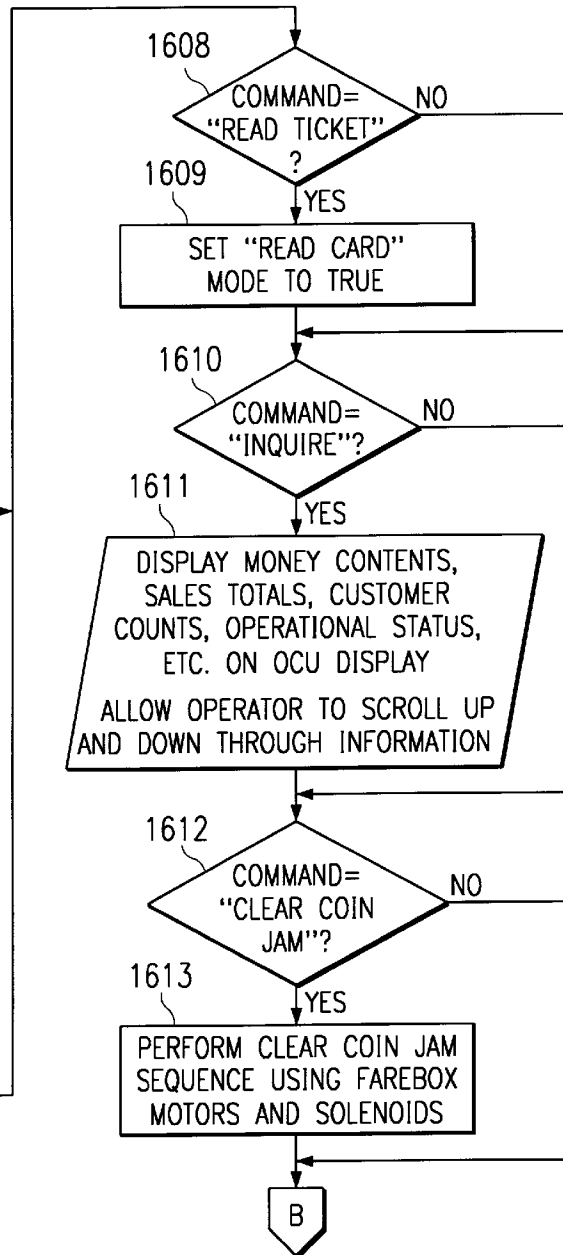 1608
COMMAND=
"READ TICKET"
?
NO
YES
1609
SET "READ CARD"
MODE TO TRUE
1610
COMMAND=
"INQUIRE"?
NO
YES
1611
DISPLAY MONEY CONTENTS,
SALES TOTALS, CUSTOMER
COUNTS, OPERATIONAL STATUS,
ETC. ON OCU DISPLAY
ALLOW OPERATOR TO SCROLL UP
AND DOWN THROUGH INFORMATION
1612
COMMAND=
"CLEAR COIN
JAM"?
NO
YES
1613
PERFORM CLEAR COIN JAM
SEQUENCE USING FAREBOX
MOTORS AND SOLENOIDS
B